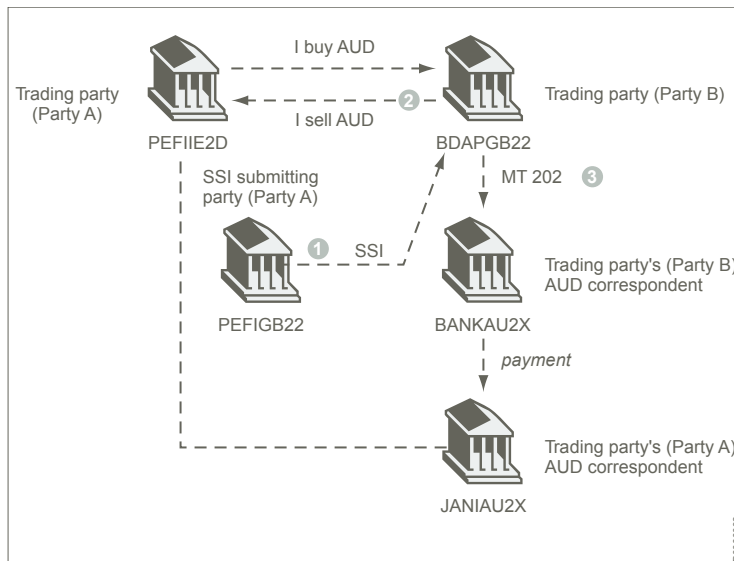 I buy AUD
Trading party
(Party A)
2
Trading party (Party B)
I sell AUD
PEFIIE2D
BDAPGB22
SSI submitting
party (Party A)
MT 202
3
1
SSI
Trading party's (Party B)
AUD correspondent
PEFIGB22
BANKAU2X
payment
Trading party's (Party A)
AUD correspondent
JANIAU2X